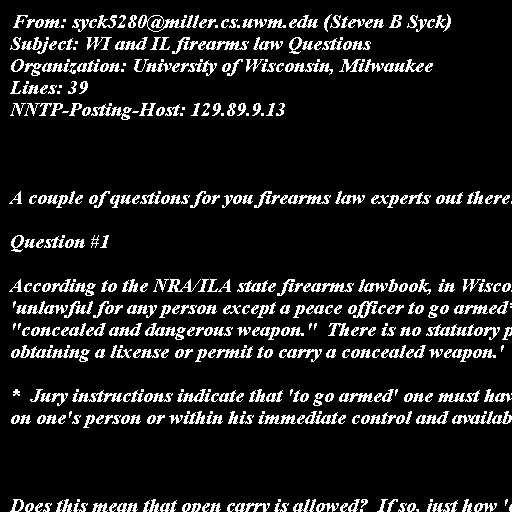 From: syck5280@miller.cs.uwm.edu (Steven B Syck)
Subject: WI and IL firearms law Questions
Organization: University of Wisconsin, Milwaukee
Lines: 39
NNTP-Posting-Host: 129.89.9.13
A couple of questions for you firearms law experts out there
Question #1
According to the NRA/ILA state firearms lawbook, in Wisco
'unlawful for any person except a peace officer to go armed*
"concealed and dangerous weapon."  There is no statutory p
obtaining a lixense or permit to carry a concealed weapon.'
*  Jury instructions indicate that 'to go armed' one must hav
on one's person or within his immediate control and availab
Does this mean that open carry is allowed?  If so, just how '